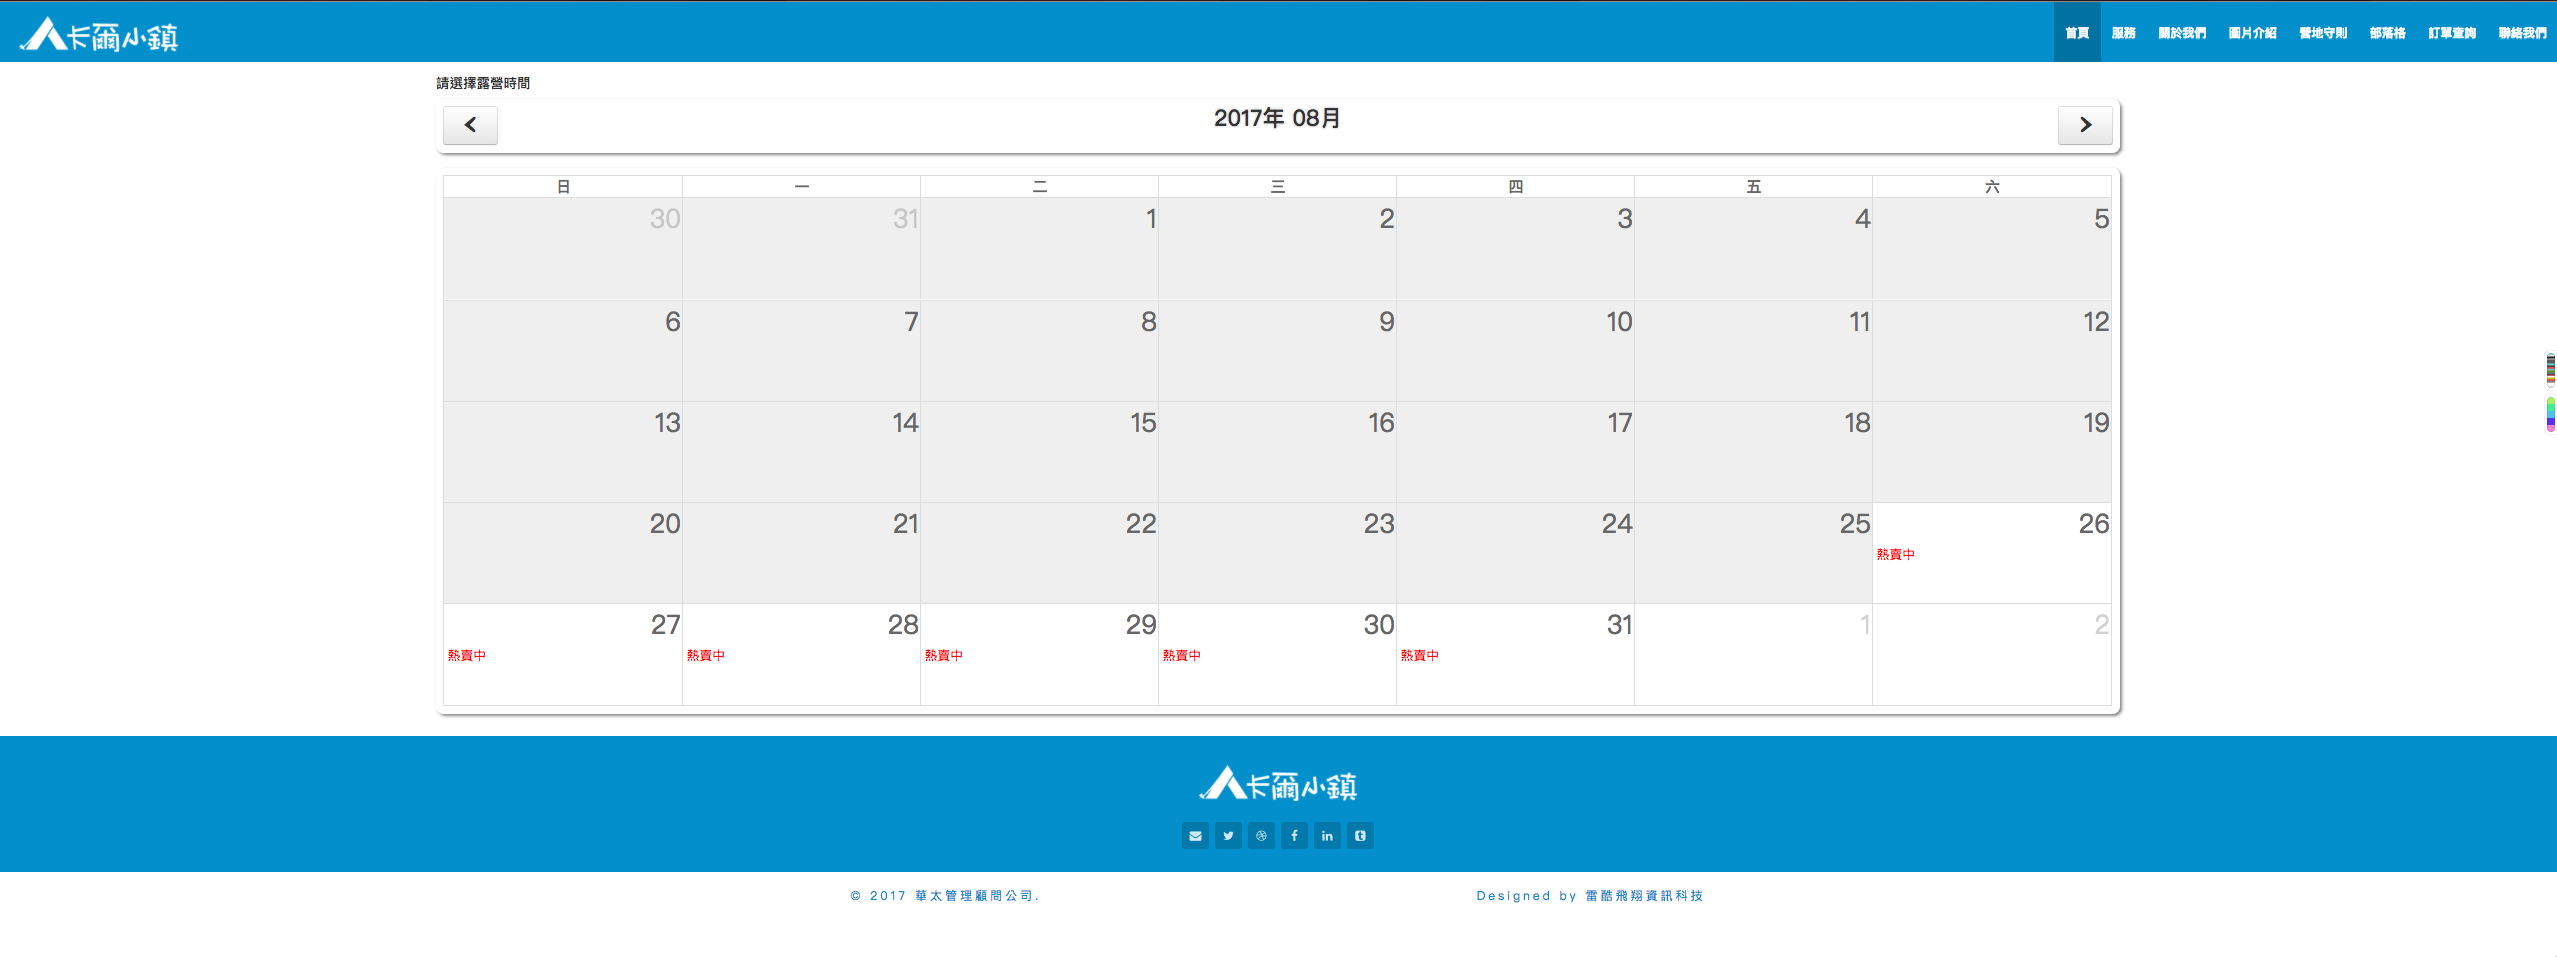 卡爾小鎮
首頁 服務 關於我們 圖片介紹 營地守則 部落格 訂單查詢 聯絡我們
請選擇露營時間
2017年 08月
日 一 二 三 四 五 六
30 31 1 2 3 4 5
6 7 8 9 10 11 12
13 14 15 16 17 18 19
20 21 22 23 24 25 26
熱賣中
27 28 29 30 31 1 2
熱賣中 熱賣中 熱賣中 熱賣中 熱賣中
卡爾小鎮
© 2017 華太管理顧問公司. Designed by 雷酷飛翔資訊科技